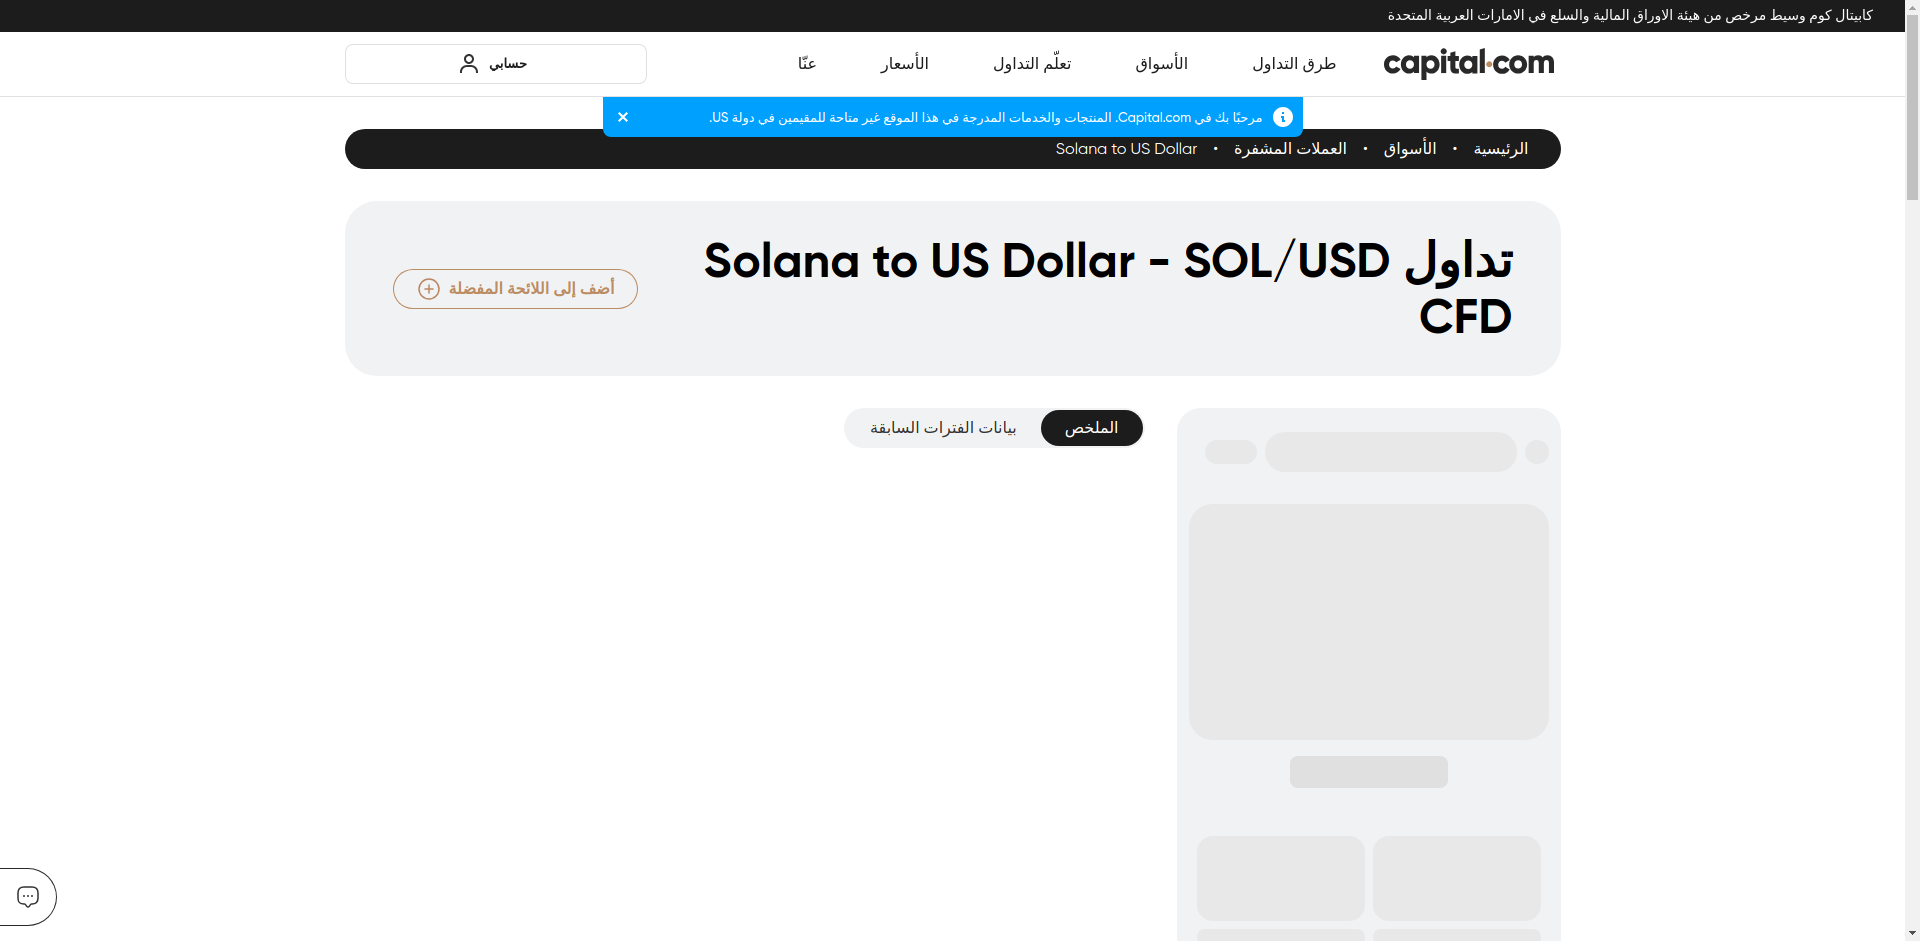 كابيتال كوم وسيط مرخص من هيئة الاوراق المالية والسلع في الامارات العربية المتحدة
capital.com
طرق التداول
الأسواق
تعلّم التداول
الأسعار
عنّا
حسابي
مرحبًا بك في Capital.com. المنتجات والخدمات المدرجة في هذا الموقع غير متاحة للمقيمين في دولة US.
الرئيسية • الأسواق • العملات المشفرة • Solana to US Dollar
تداول Solana to US Dollar - SOL/USD
CFD
أضف إلى اللائحة المفضلة
الملخص
بيانات الفترات السابقة